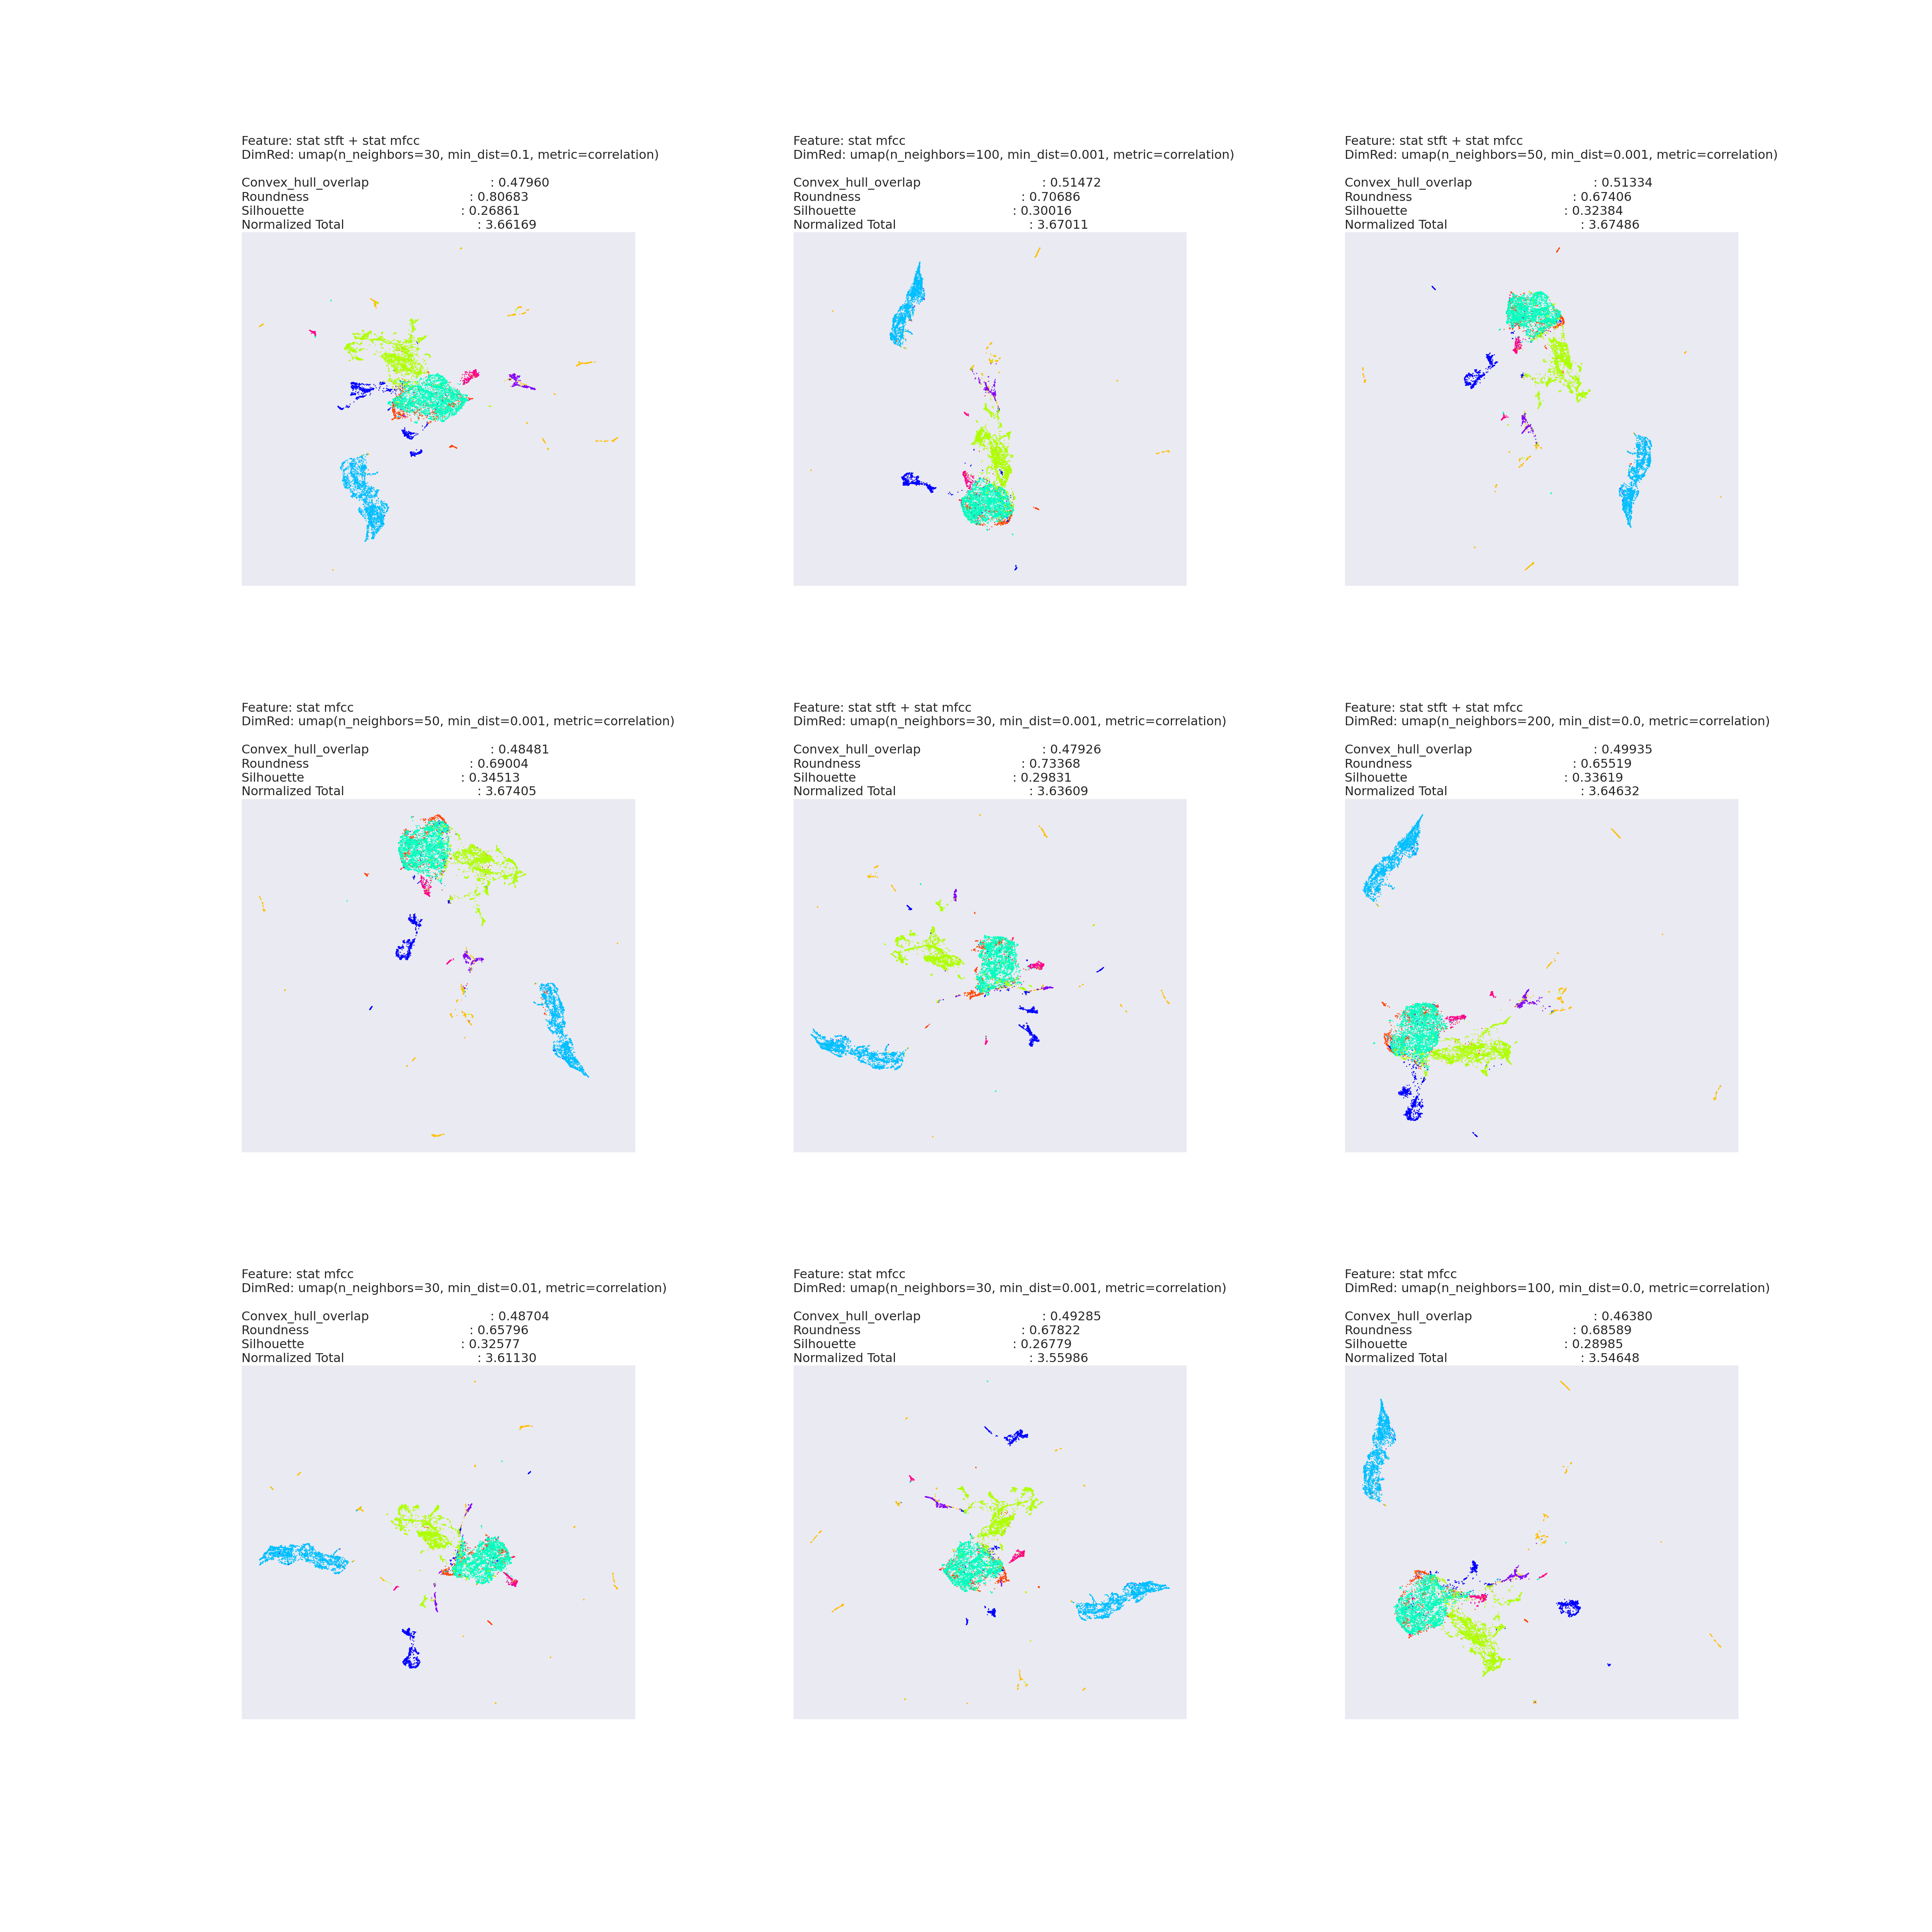 Feature: stat stft + stat mfcc
DimRed: umap(n_neighbors=30, min_dist=0.1, metric=correlation)
Convex_hull_overlap : 0.47960
Roundness : 0.80683
Silhouette : 0.26861
Normalized Total : 3.66169
Feature: stat mfcc
DimRed: umap(n_neighbors=100, min_dist=0.001, metric=correlation)
Convex_hull_overlap : 0.51472
Roundness : 0.70686
Silhouette : 0.30016
Normalized Total : 3.67011
Feature: stat stft + stat mfcc
DimRed: umap(n_neighbors=50, min_dist=0.001, metric=correlation)
Convex_hull_overlap : 0.51334
Roundness : 0.67406
Silhouette : 0.32384
Normalized Total : 3.67486
Feature: stat mfcc
DimRed: umap(n_neighbors=50, min_dist=0.001, metric=correlation)
Convex_hull_overlap : 0.48481
Roundness : 0.69004
Silhouette : 0.34513
Normalized Total : 3.67405
Feature: stat stft + stat mfcc
DimRed: umap(n_neighbors=30, min_dist=0.001, metric=correlation)
Convex_hull_overlap : 0.47926
Roundness : 0.73368
Silhouette : 0.29831
Normalized Total : 3.63609
Feature: stat stft + stat mfcc
DimRed: umap(n_neighbors=200, min_dist=0.0, metric=correlation)
Convex_hull_overlap : 0.49935
Roundness : 0.65519
Silhouette : 0.33619
Normalized Total : 3.64632
Feature: stat mfcc
DimRed: umap(n_neighbors=30, min_dist=0.01, metric=correlation)
Convex_hull_overlap : 0.48704
Roundness : 0.65796
Silhouette : 0.32577
Normalized Total : 3.61130
Feature: stat mfcc
DimRed: umap(n_neighbors=30, min_dist=0.001, metric=correlation)
Convex_hull_overlap : 0.49285
Roundness : 0.67822
Silhouette : 0.26779
Normalized Total : 3.55986
Feature: stat mfcc
DimRed: umap(n_neighbors=100, min_dist=0.0, metric=correlation)
Convex_hull_overlap : 0.46380
Roundness : 0.68589
Silhouette : 0.28985
Normalized Total : 3.54648